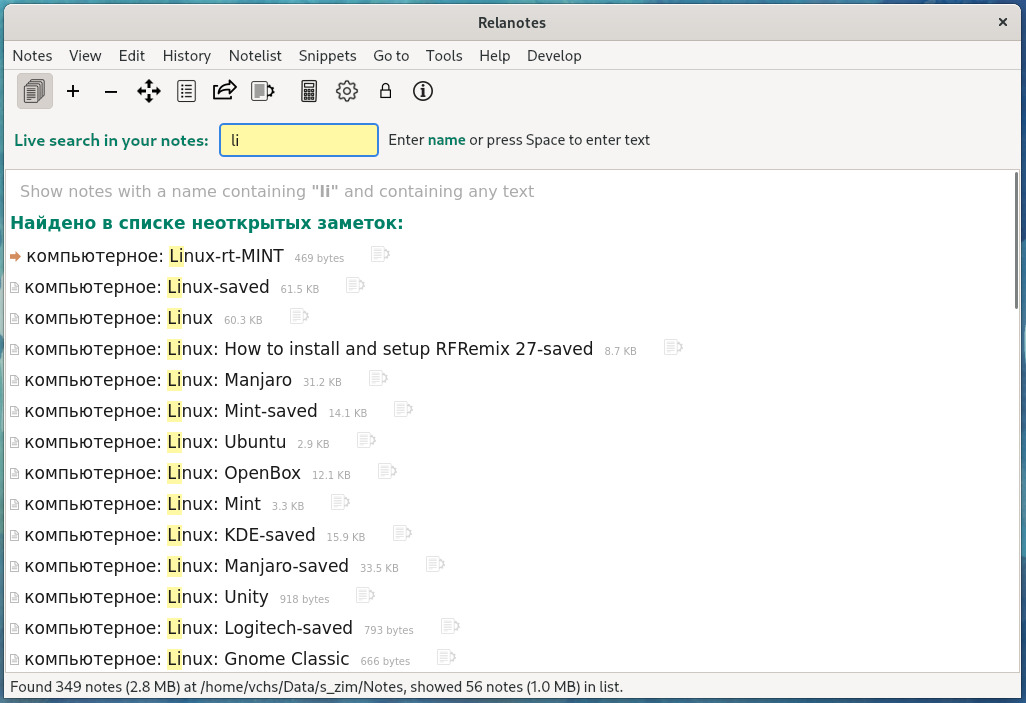 Relanotes
Notes View Edit History Notelist Snippets Go to Tools Help Develop
Live search in your notes: li Enter name or press Space to enter text
Show notes with a name containing "li" and containing any text
Найдено в списке неоткрытых заметок:
компьютерное: Linux-rt-MINT 469 bytes
компьютерное: Linux-saved 61.5 KB
компьютерное: Linux 60.3 KB
компьютерное: Linux: How to install and setup RFRemix 27-saved 8.7 KB
компьютерное: Linux: Manjaro 31.2 KB
компьютерное: Linux: Mint-saved 14.1 KB
компьютерное: Linux: Ubuntu 2.9 KB
компьютерное: Linux: OpenBox 12.1 KB
компьютерное: Linux: Mint 3.3 KB
компьютерное: Linux: KDE-saved 15.9 KB
компьютерное: Linux: Manjaro-saved 33.5 KB
компьютерное: Linux: Unity 918 bytes
компьютерное: Linux: Logitech-saved 793 bytes
компьютерное: Linux: Gnome Classic 666 bytes
Found 349 notes (2.8 MB) at /home/vchs/Data/s_zim/Notes, showed 56 notes (1.0 MB) in list.